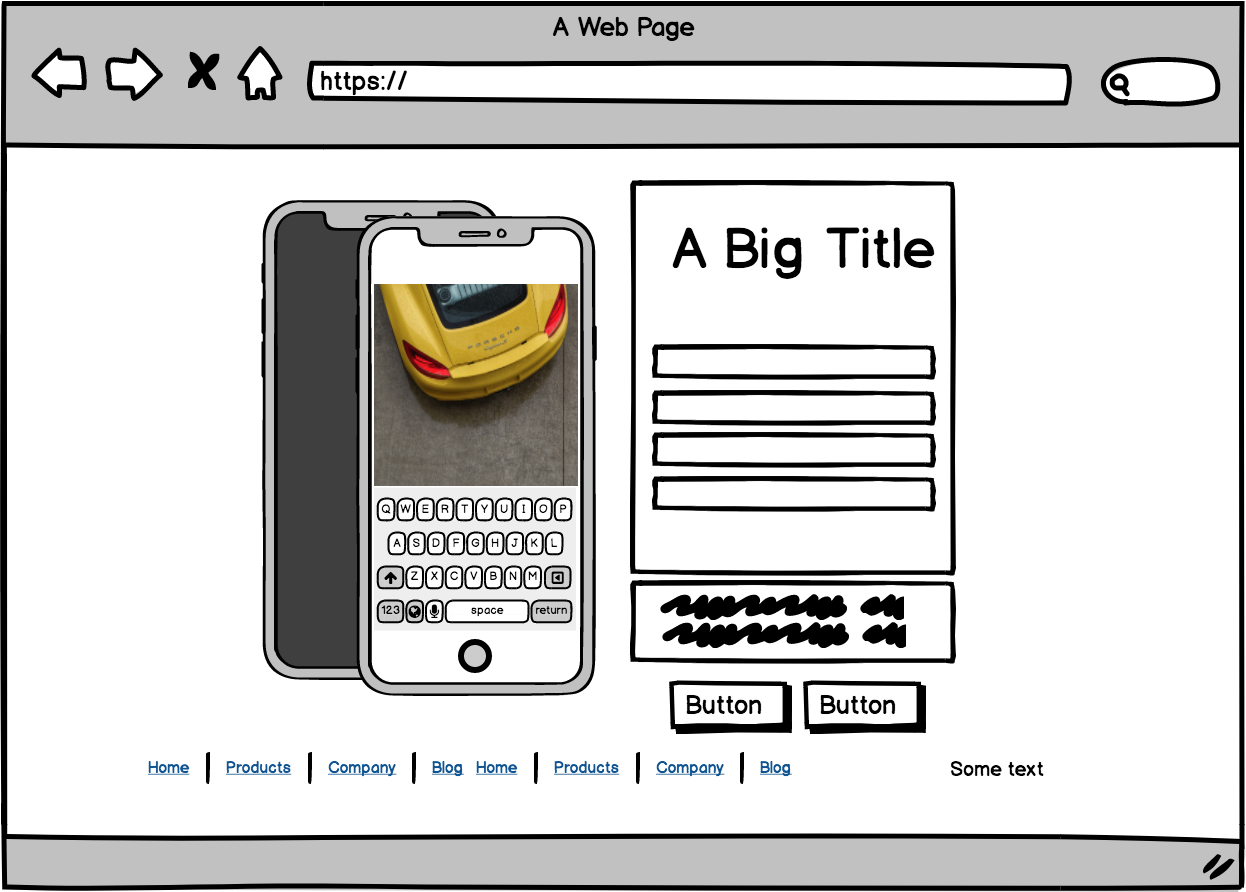 A Web Page
https://
A Big Title
PORSCHE
Q W E R T Y U I O P
A S D F G H J K L
Z X C V B N M
123 space return
Button Button
Home Products Company Blog Home Products Company Blog Some text